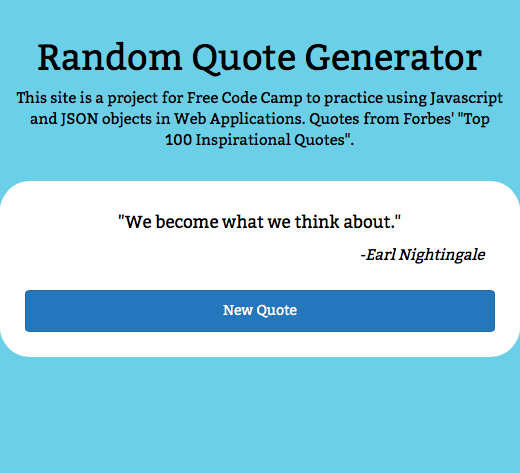 Random Quote Generator
This site is a project for Free Code Camp to practice using Javascript
and JSON objects in Web Applications. Quotes from Forbes' "Top
100 Inspirational Quotes".
"We become what we think about."
-Earl Nightingale
New Quote